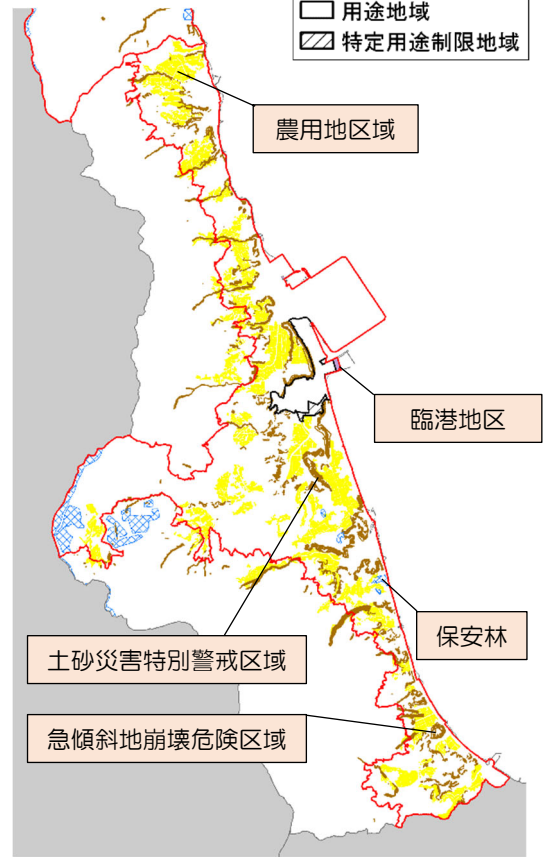 用途地域
特定用途制限地域
農用地区域
臨港地区
保安林
土砂災害特別警戒区域
急傾斜地崩壊危険区域